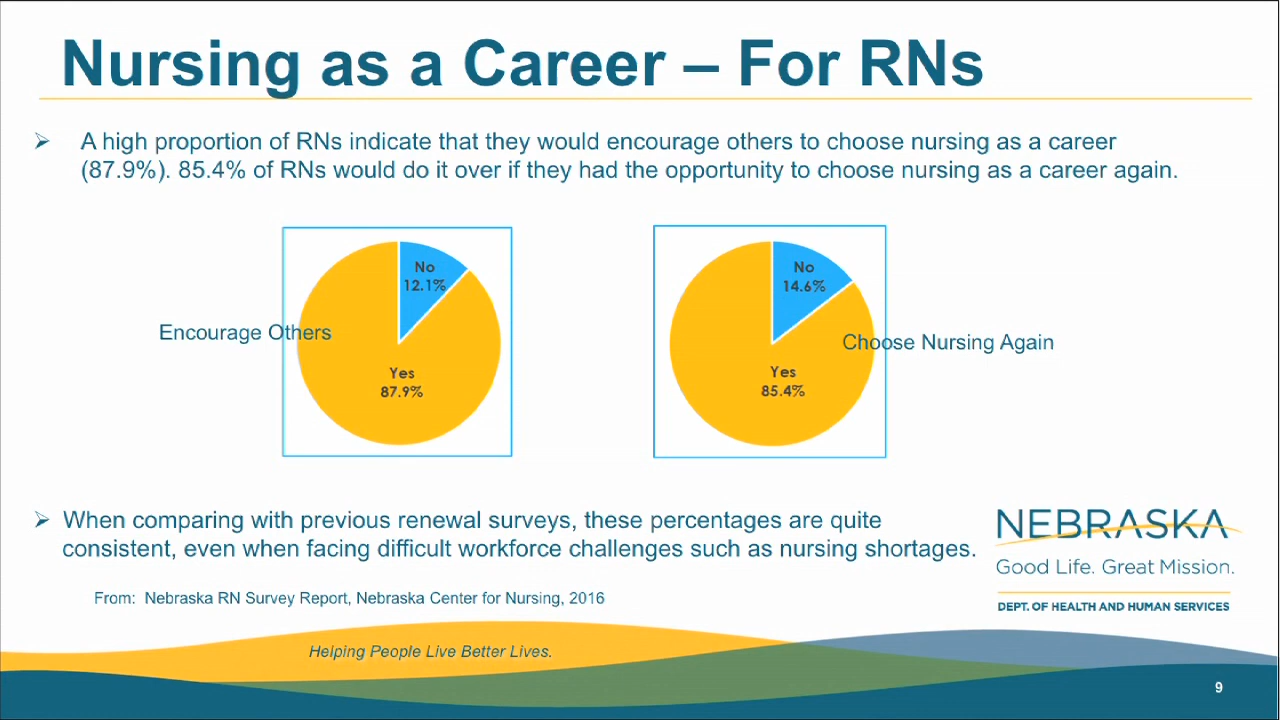 Nursing as a Career – For RNs
A high proportion of RNs indicate that they would encourage others to choose nursing as a career
(87.9%). 85.4% of RNs would do it over if they had the opportunity to choose nursing as a career again.
No
12.1%
Encourage Others
Yes
87.9%
No
14.6%
Choose Nursing Again
Yes
85.4%
When comparing with previous renewal surveys, these percentages are quite
consistent, even when facing difficult workforce challenges such as nursing shortages.
From: Nebraska RN Survey Report, Nebraska Center for Nursing, 2016
NEBRASKA
Good Life. Great Mission.
DEPT. OF HEALTH AND HUMAN SERVICES
Helping People Live Better Lives.
9